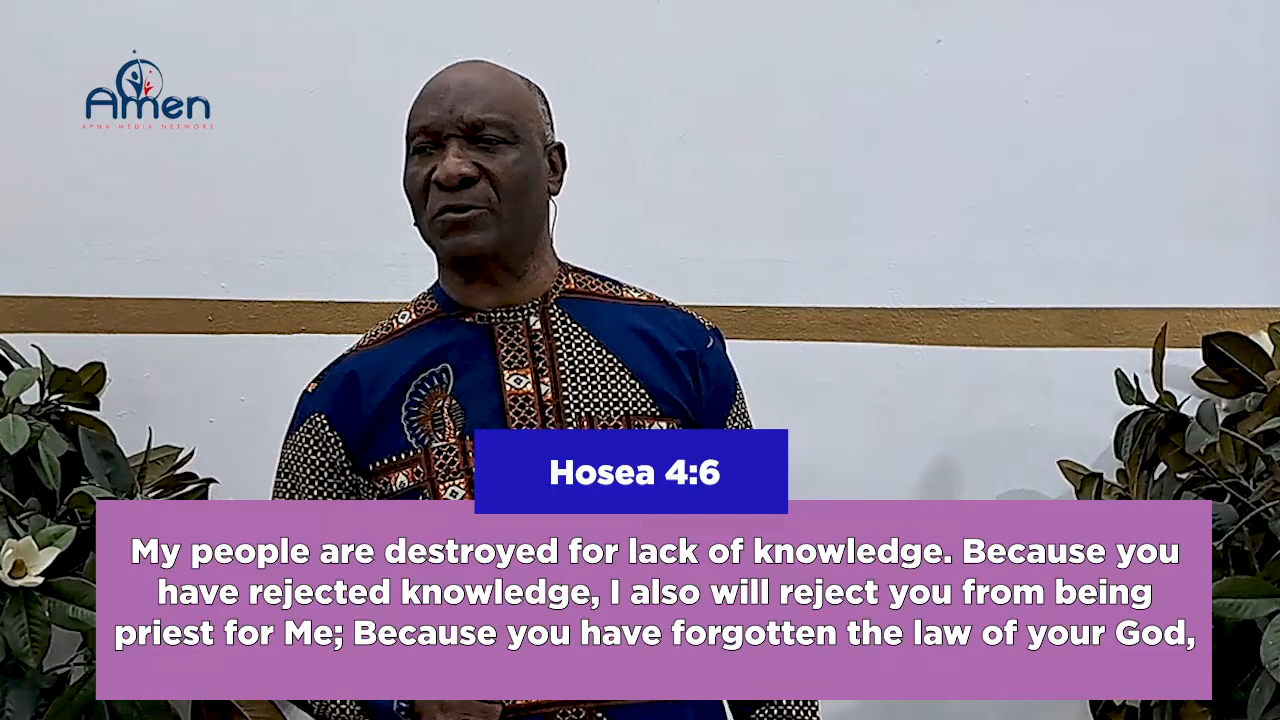 Amen
APHA MEDIA NETWORK
Hosea 4:6
My people are destroyed for lack of knowledge. Because you
have rejected knowledge, I also will reject you from being
priest for Me; Because you have forgotten the law of your God,